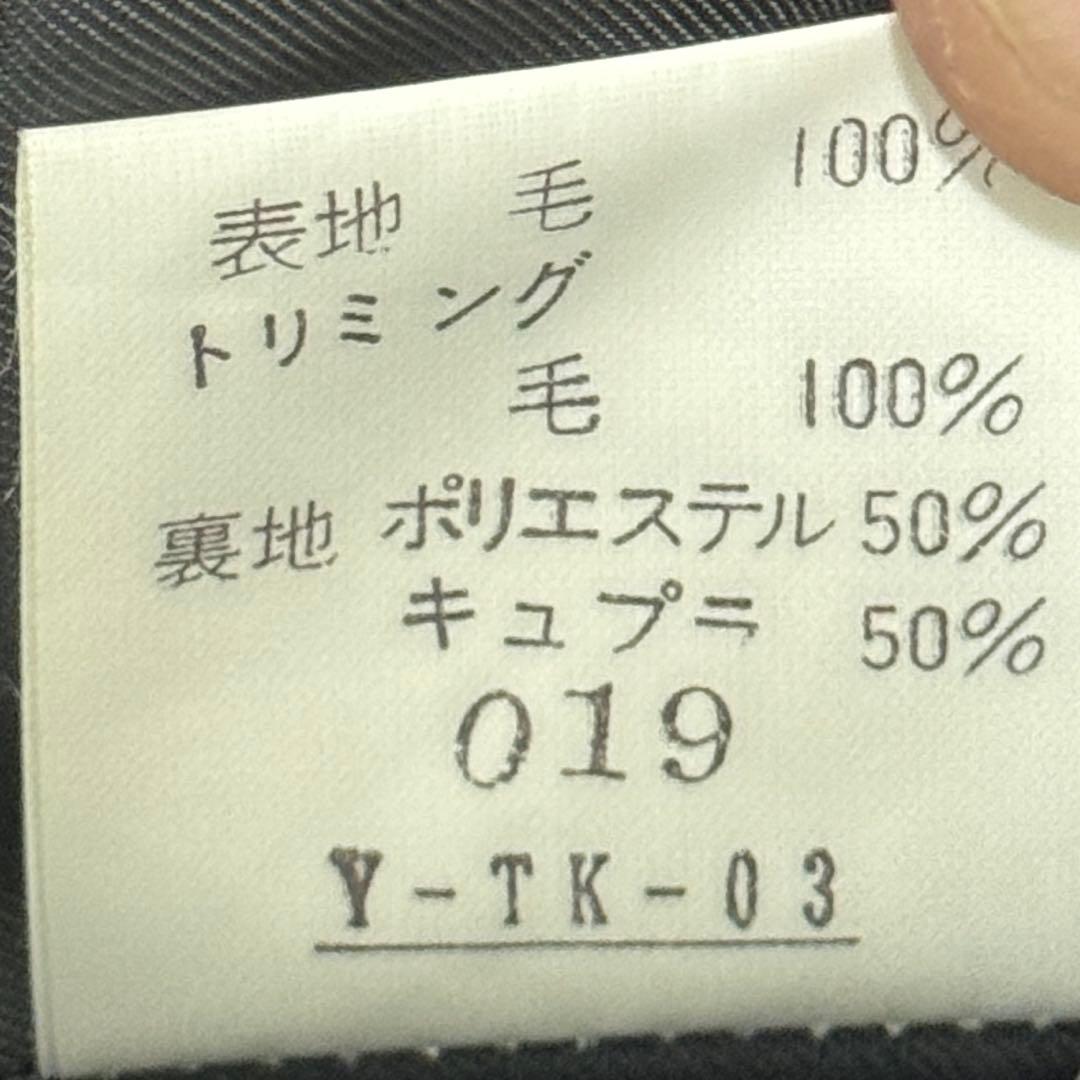 表地 毛 100%
トリミング
毛 100%
裏地 ポリエステル 50%
キュプラ 50%
019
Y-TK-03